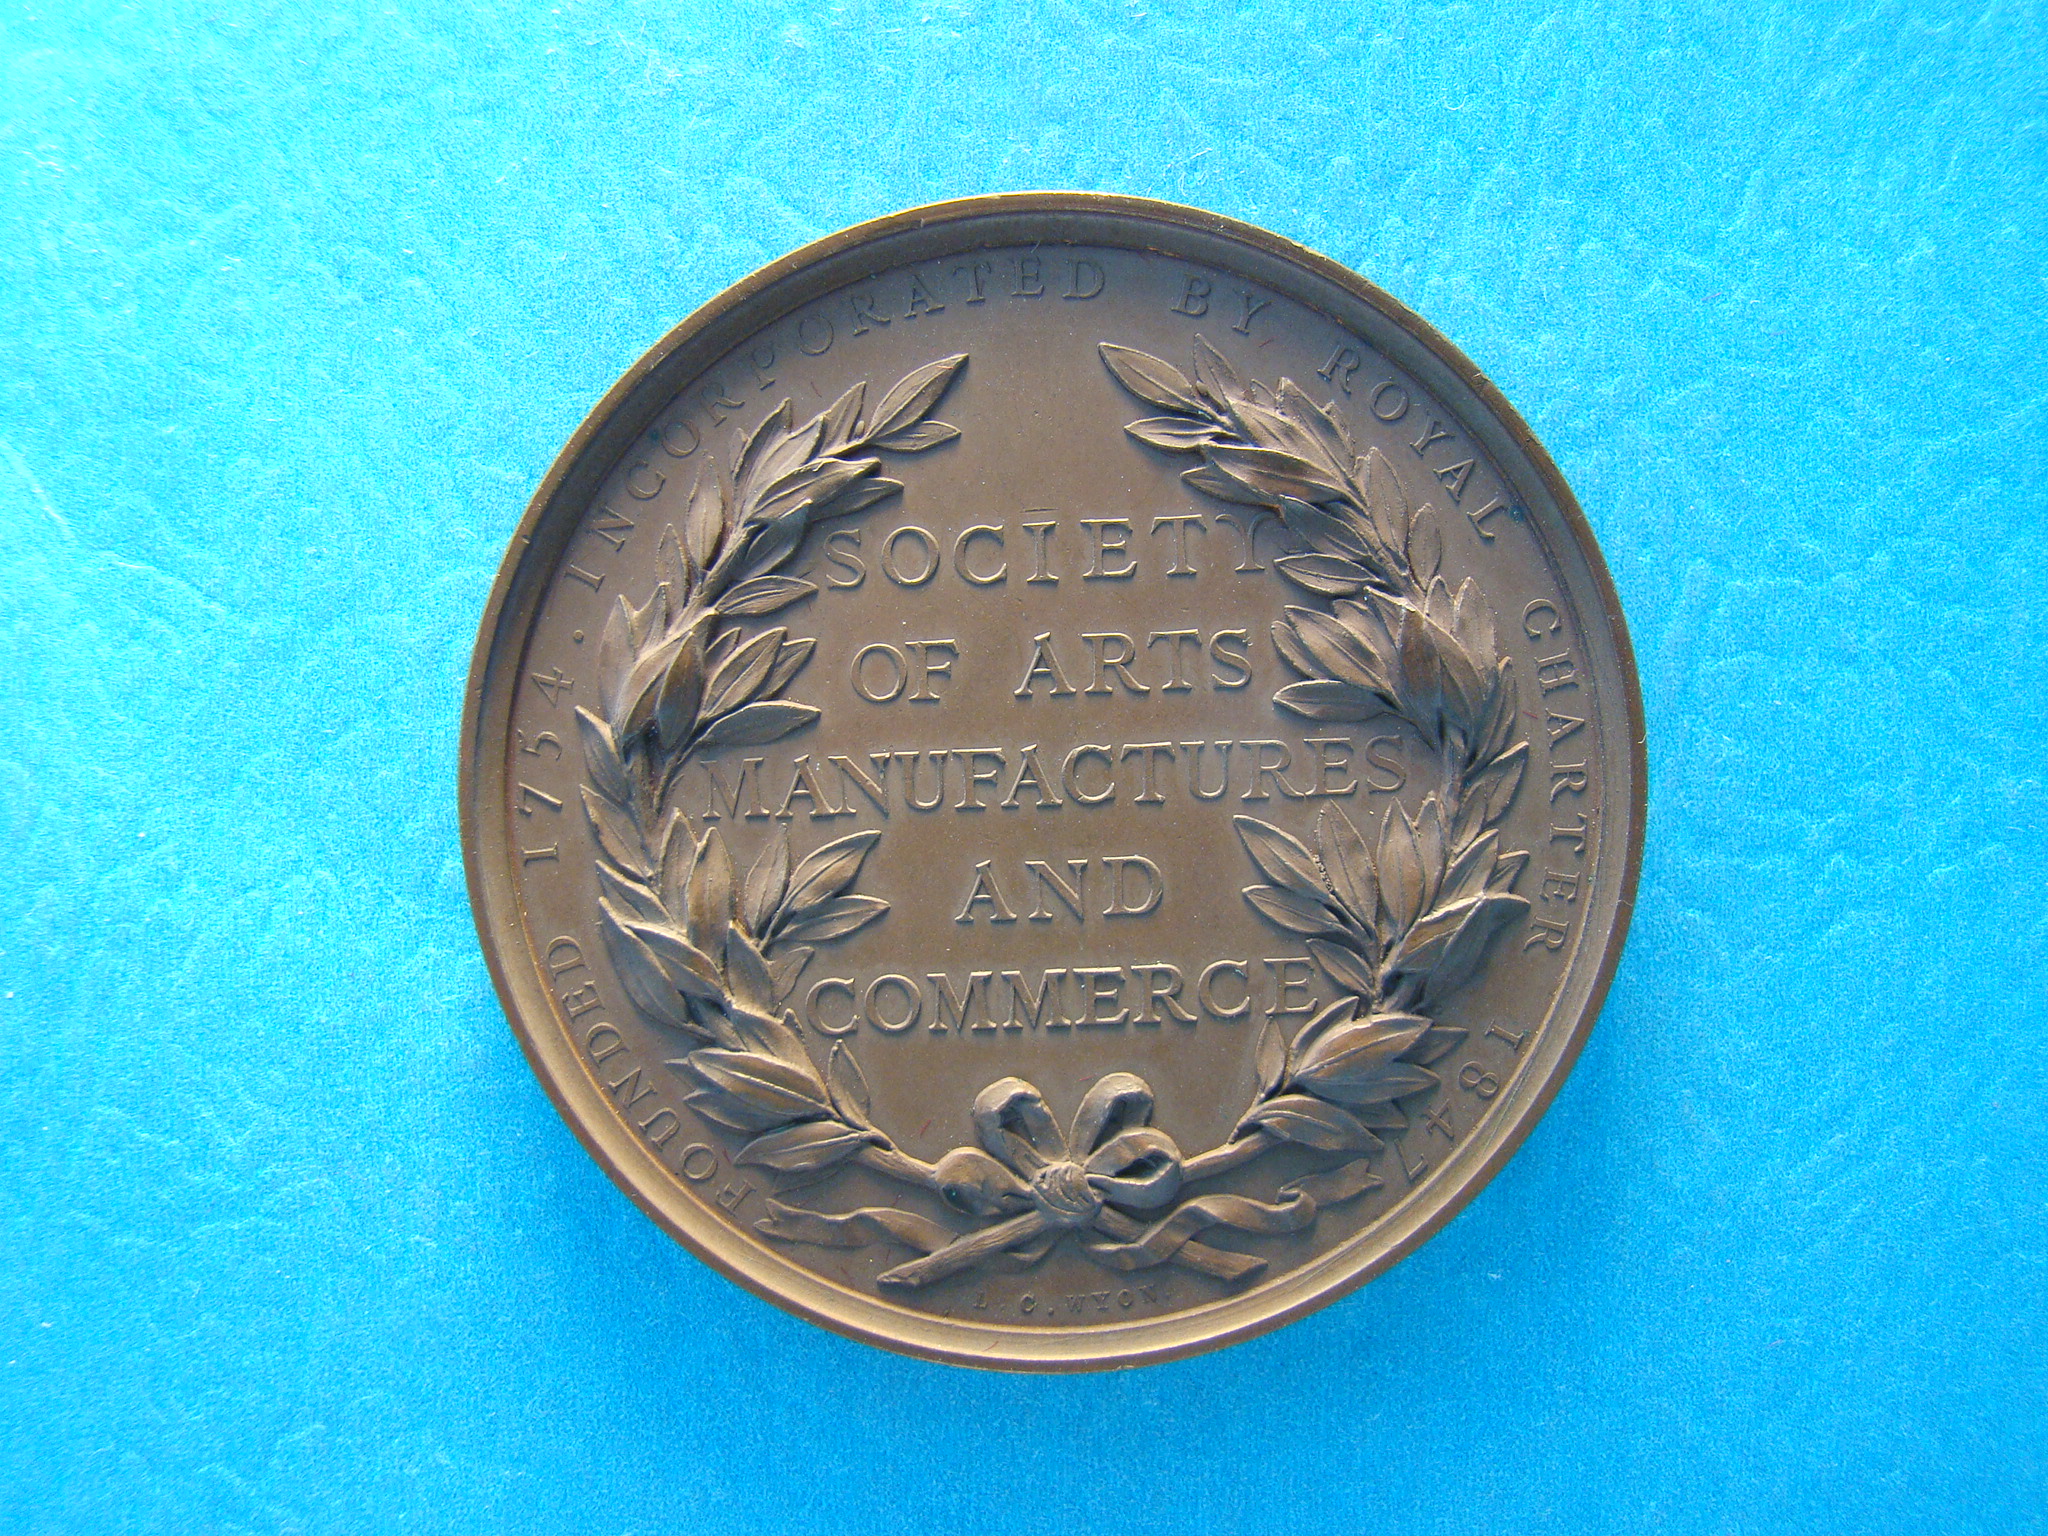 FOUNDED 1754 · INCORPORATED BY ROYAL CHARTER 1847
SOCIETY
OF ARTS
MANUFACTURES
AND
COMMERCE
L. C. WYON.